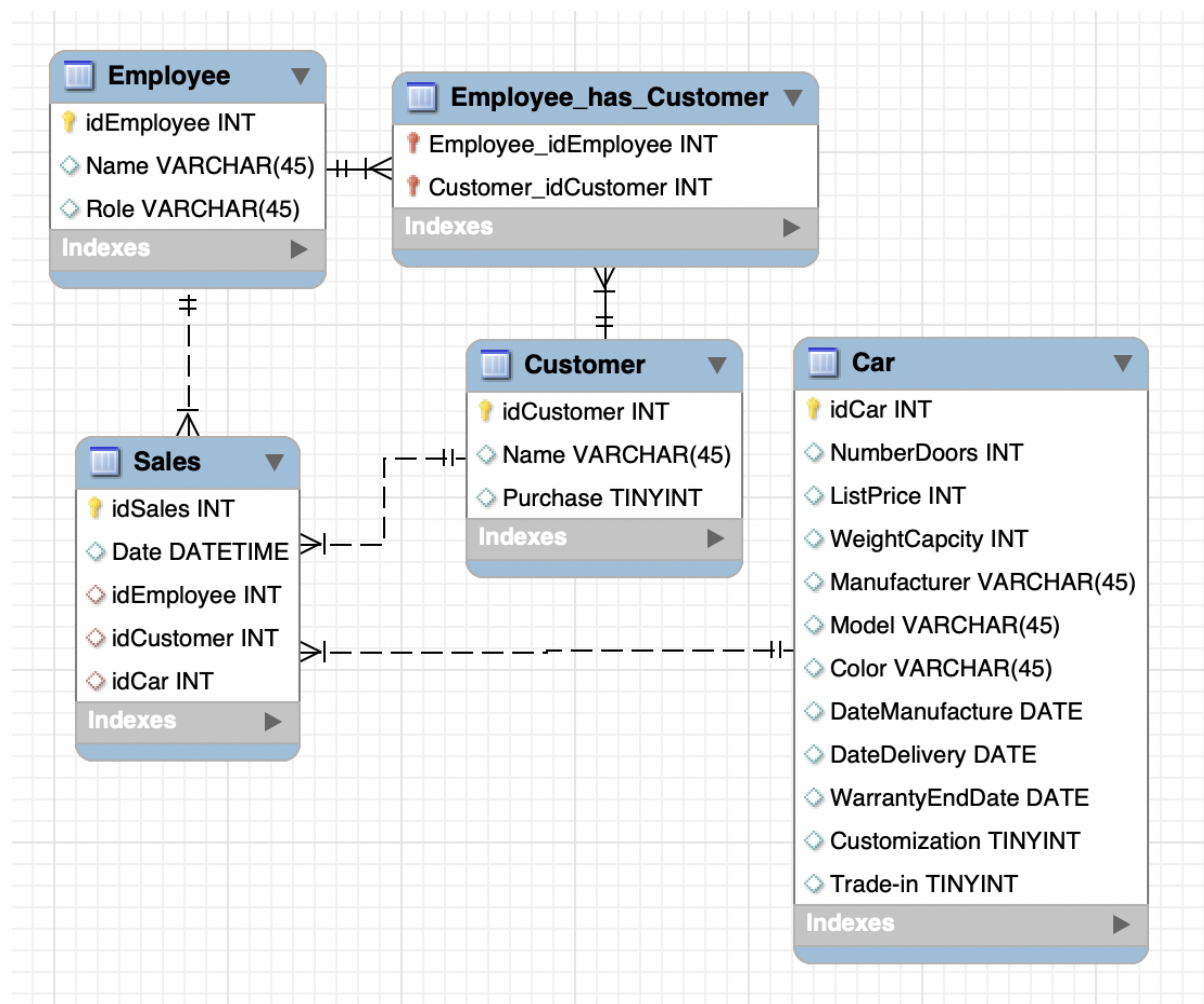 Employee
idEmployee INT
Name VARCHAR(45)
Role VARCHAR(45)
Indexes
Employee_has_Customer
Employee_idEmployee INT
Customer_idCustomer INT
Indexes
Customer
idCustomer INT
Name VARCHAR(45)
Purchase TINYINT
Indexes
Car
idCar INT
NumberDoors INT
ListPrice INT
WeightCapcity INT
Manufacturer VARCHAR(45)
Model VARCHAR(45)
Color VARCHAR(45)
DateManufacture DATE
DateDelivery DATE
WarrantyEndDate DATE
Customization TINYINT
Trade-in TINYINT
Indexes
Sales
idSales INT
Date DATETIME
idEmployee INT
idCustomer INT
idCar INT
Indexes